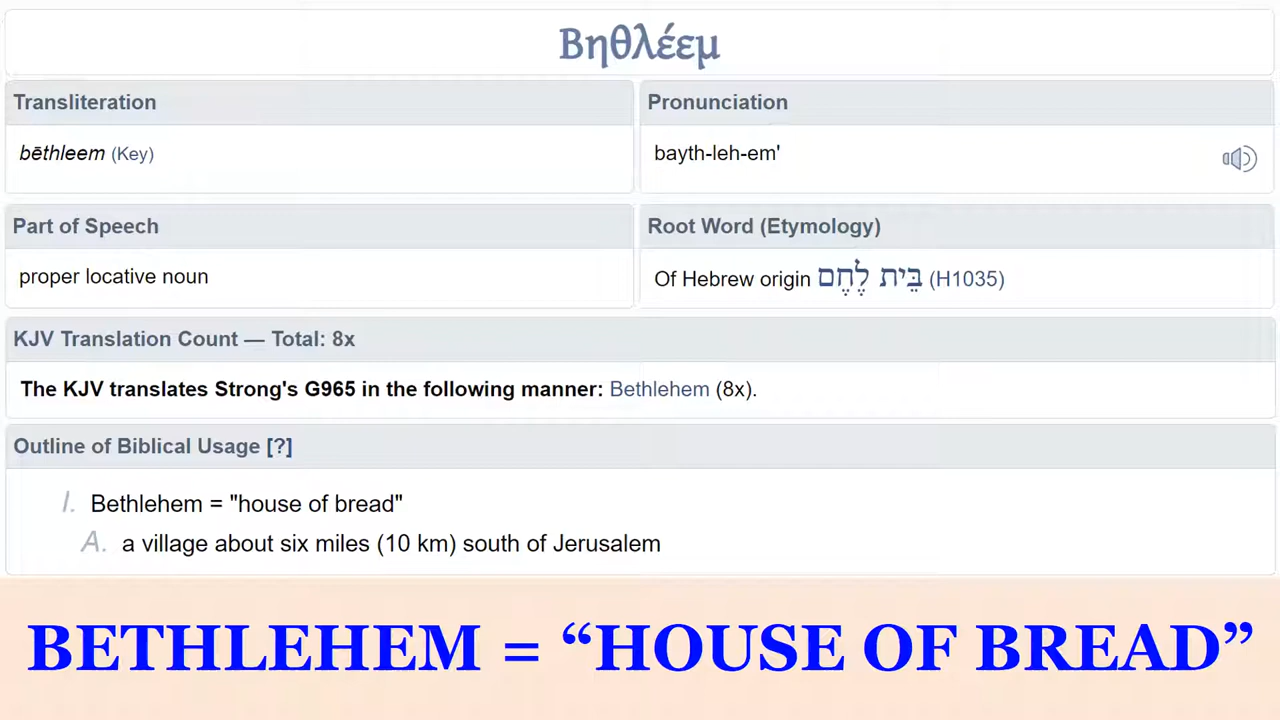 Βηθλέεμ
Transliteration
Pronunciation
bēthleem (Key)
bayth-leh-em'
Part of Speech
Root Word (Etymology)
proper locative noun
Of Hebrew origin בֵּית לֶחֶם (H1035)
KJV Translation Count — Total: 8x
The KJV translates Strong's G965 in the following manner: Bethlehem (8x).
Outline of Biblical Usage [?]
I. Bethlehem = "house of bread"
A. a village about six miles (10 km) south of Jerusalem
BETHLEHEM = “HOUSE OF BREAD”